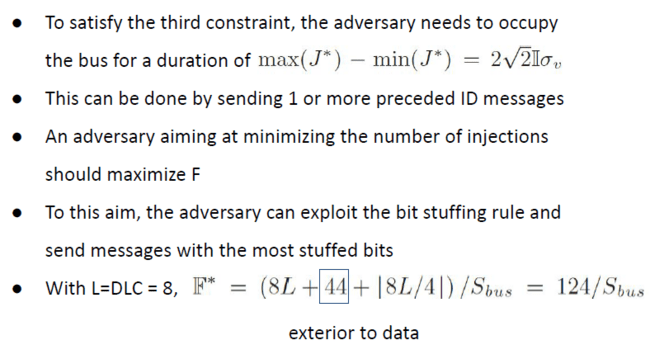 • To satisfy the third constraint, the adversary needs to occupy
the bus for a duration of max(J*) − min(J*) = 2√2𝕀σᵥ
• This can be done by sending 1 or more preceded ID messages
• An adversary aiming at minimizing the number of injections
should maximize F
• To this aim, the adversary can exploit the bit stuffing rule and
send messages with the most stuffed bits
• With L=DLC = 8, 𝔽* = (8L + 44 + ⌊8L/4⌋) /S_bus = 124/S_bus
exterior to data